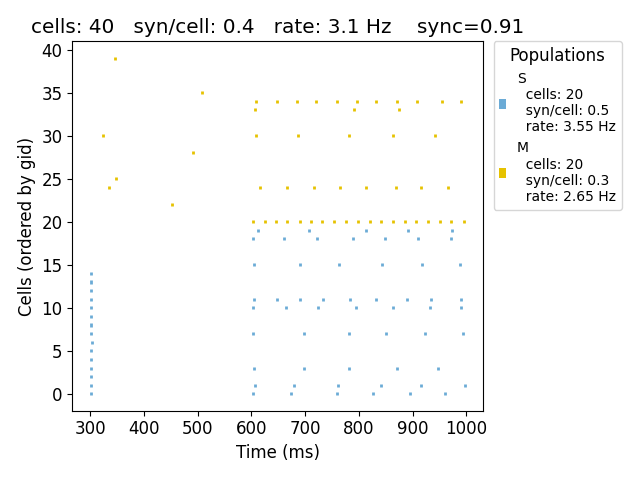 cells: 40   syn/cell: 0.4   rate: 3.1 Hz    sync=0.91
Populations
S
cells: 20
syn/cell: 0.5
rate: 3.55 Hz
M
cells: 20
syn/cell: 0.3
rate: 2.65 Hz
Cells (ordered by gid)
40
35
30
25
20
15
10
5
0
300 400 500 600 700 800 900 1000
Time (ms)